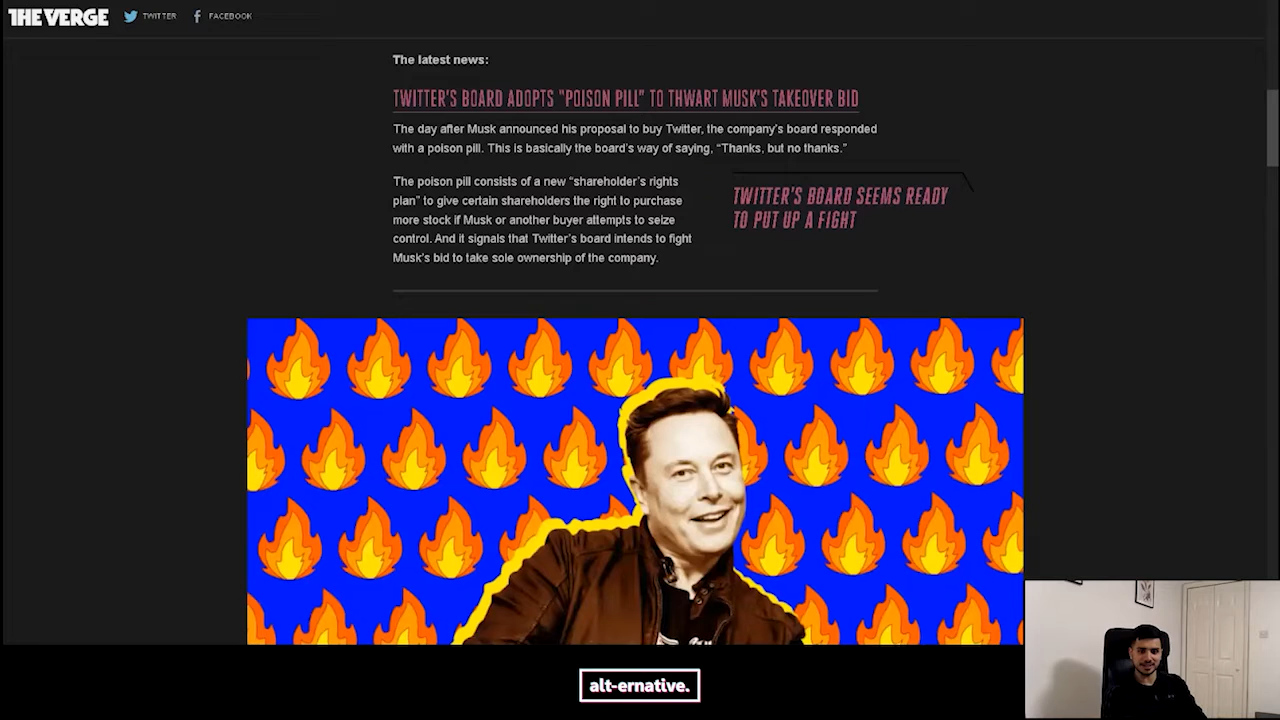 THE VERGE TWITTER FACEBOOK
The latest news:
TWITTER'S BOARD ADOPTS "POISON PILL" TO THWART MUSK'S TAKEOVER BID
The day after Musk announced his proposal to buy Twitter, the company's board responded
with a poison pill. This is basically the board's way of saying, “Thanks, but no thanks.”
The poison pill consists of a new “shareholder's rights
plan” to give certain shareholders the right to purchase
more stock if Musk or another buyer attempts to seize
control. And it signals that Twitter's board intends to fight
Musk's bid to take sole ownership of the company.
TWITTER'S BOARD SEEMS READY
TO PUT UP A FIGHT
alt-ernative.